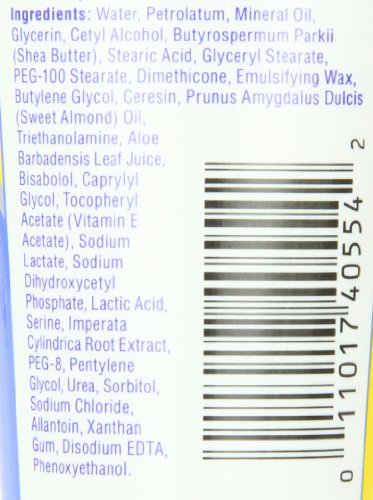 Ingredients: Water, Petrolatum, Mineral Oil,
Glycerin, Cetyl Alcohol, Butyrospermum Parkii
(Shea Butter), Stearic Acid, Glyceryl Stearate,
PEG-100 Stearate, Dimethicone, Emulsifying Wax,
Butylene Glycol, Ceresin, Prunus Amygdalus Dulcis
(Sweet Almond) Oil,
Triethanolamine, Aloe
Barbadensis Leaf Juice,
Bisabolol, Caprylyl
Glycol, Tocopheryl
Acetate (Vitamin E
Acetate), Sodium
Lactate, Sodium
Dihydroxycetyl
Phosphate, Lactic Acid,
Serine, Imperata
Cylindrica Root Extract,
PEG-8, Pentylene
Glycol, Urea, Sorbitol,
Sodium Chloride,
Allantoin, Xanthan
Gum, Disodium EDTA,
Phenoxyethanol.
0 11017 40554 2